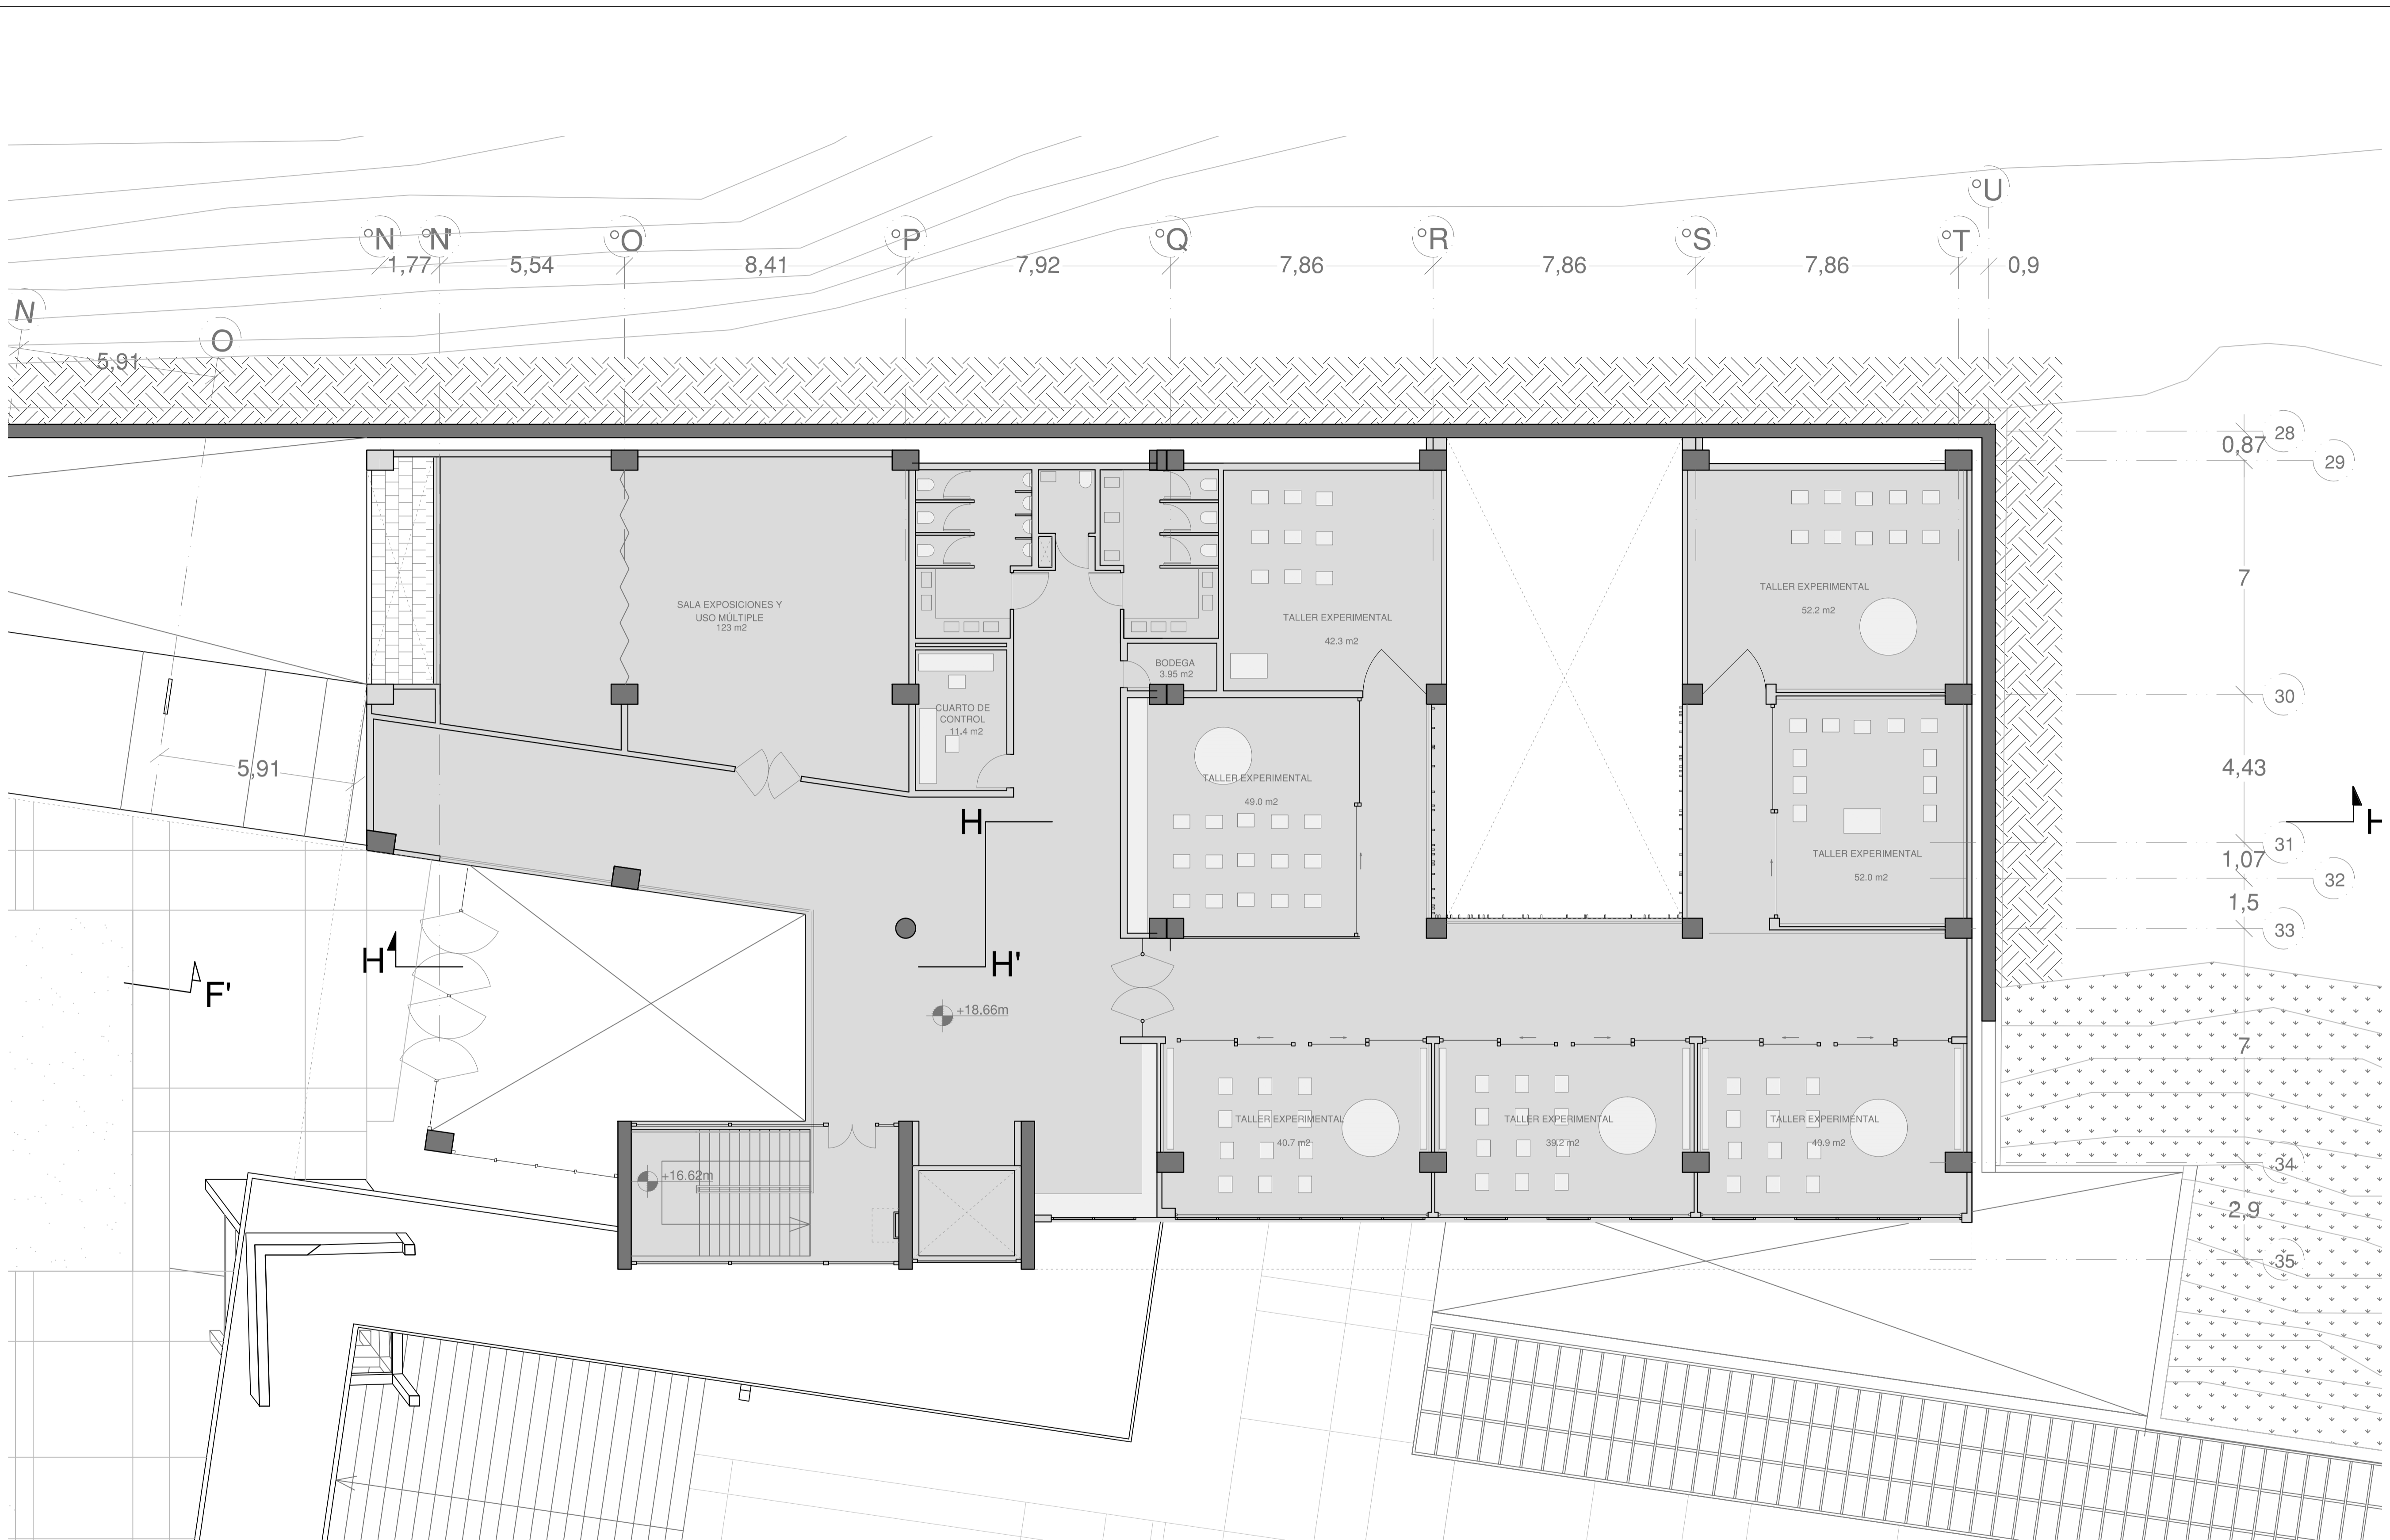 °U
°N °N' °O °P °Q °R °S °T
1,77 5,54 8,41 7,92 7,86 7,86 7,86 0,9
N
O
5,91
28
0,87
29
7
TALLER EXPERIMENTAL
52.2 m2
SALA EXPOSICIONES Y
USO MÚLTIPLE
123 m2
TALLER EXPERIMENTAL
42.3 m2
BODEGA
3.95 m2
30
CUARTO DE
CONTROL
11.4 m2
5,91
TALLER EXPERIMENTAL
49.0 m2
4,43
H
H
31
TALLER EXPERIMENTAL
52.0 m2
1,07
32
1,5
33
H
H'
F'
+18.66m
7
TALLER EXPERIMENTAL
40.7 m2
TALLER EXPERIMENTAL
39.2 m2
TALLER EXPERIMENTAL
40.9 m2
+16.62m
34
2,9
35